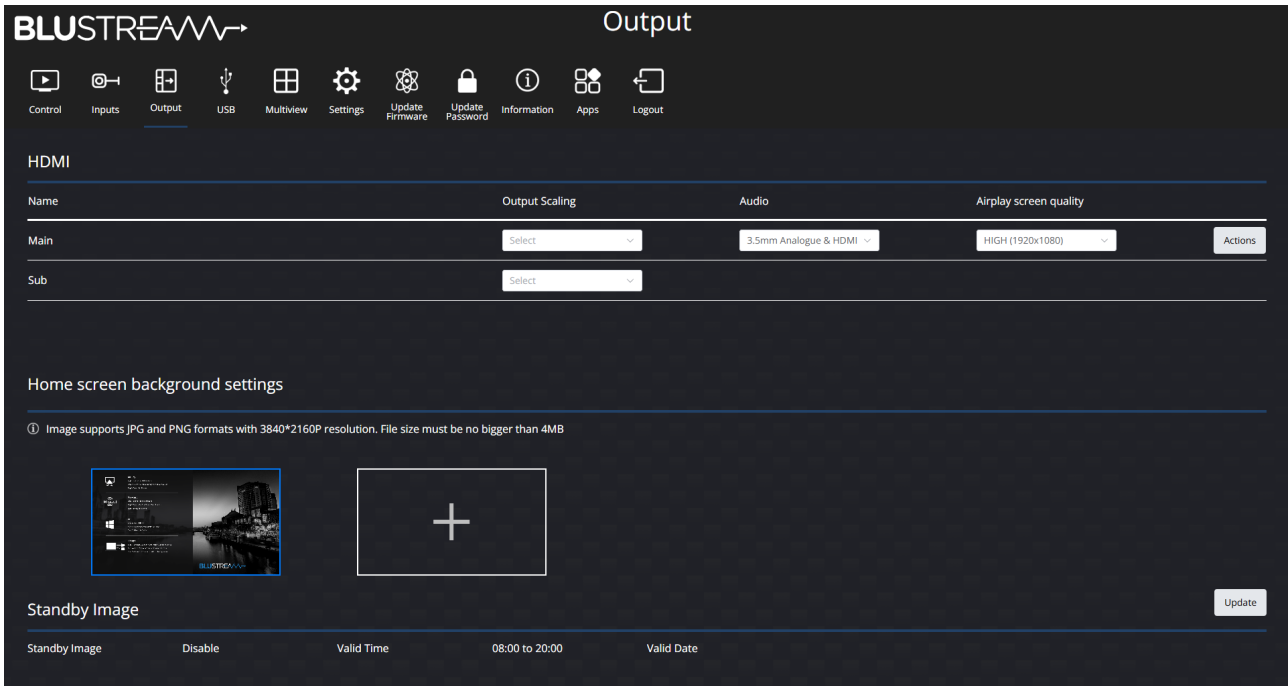 BLUSTREAM
Output
Control Inputs Output USB Multiview Settings Update Firmware Update Password Information Apps Logout
HDMI
Name Output Scaling Audio Airplay screen quality
Main Select 3.5mm Analogue & HDMI HIGH (1920x1080) Actions
Sub Select
Home screen background settings
Image supports JPG and PNG formats with 3840*2160P resolution. File size must be no bigger than 4MB
BLUSTREAM
Standby Image Update
Standby Image Disable Valid Time 08:00 to 20:00 Valid Date